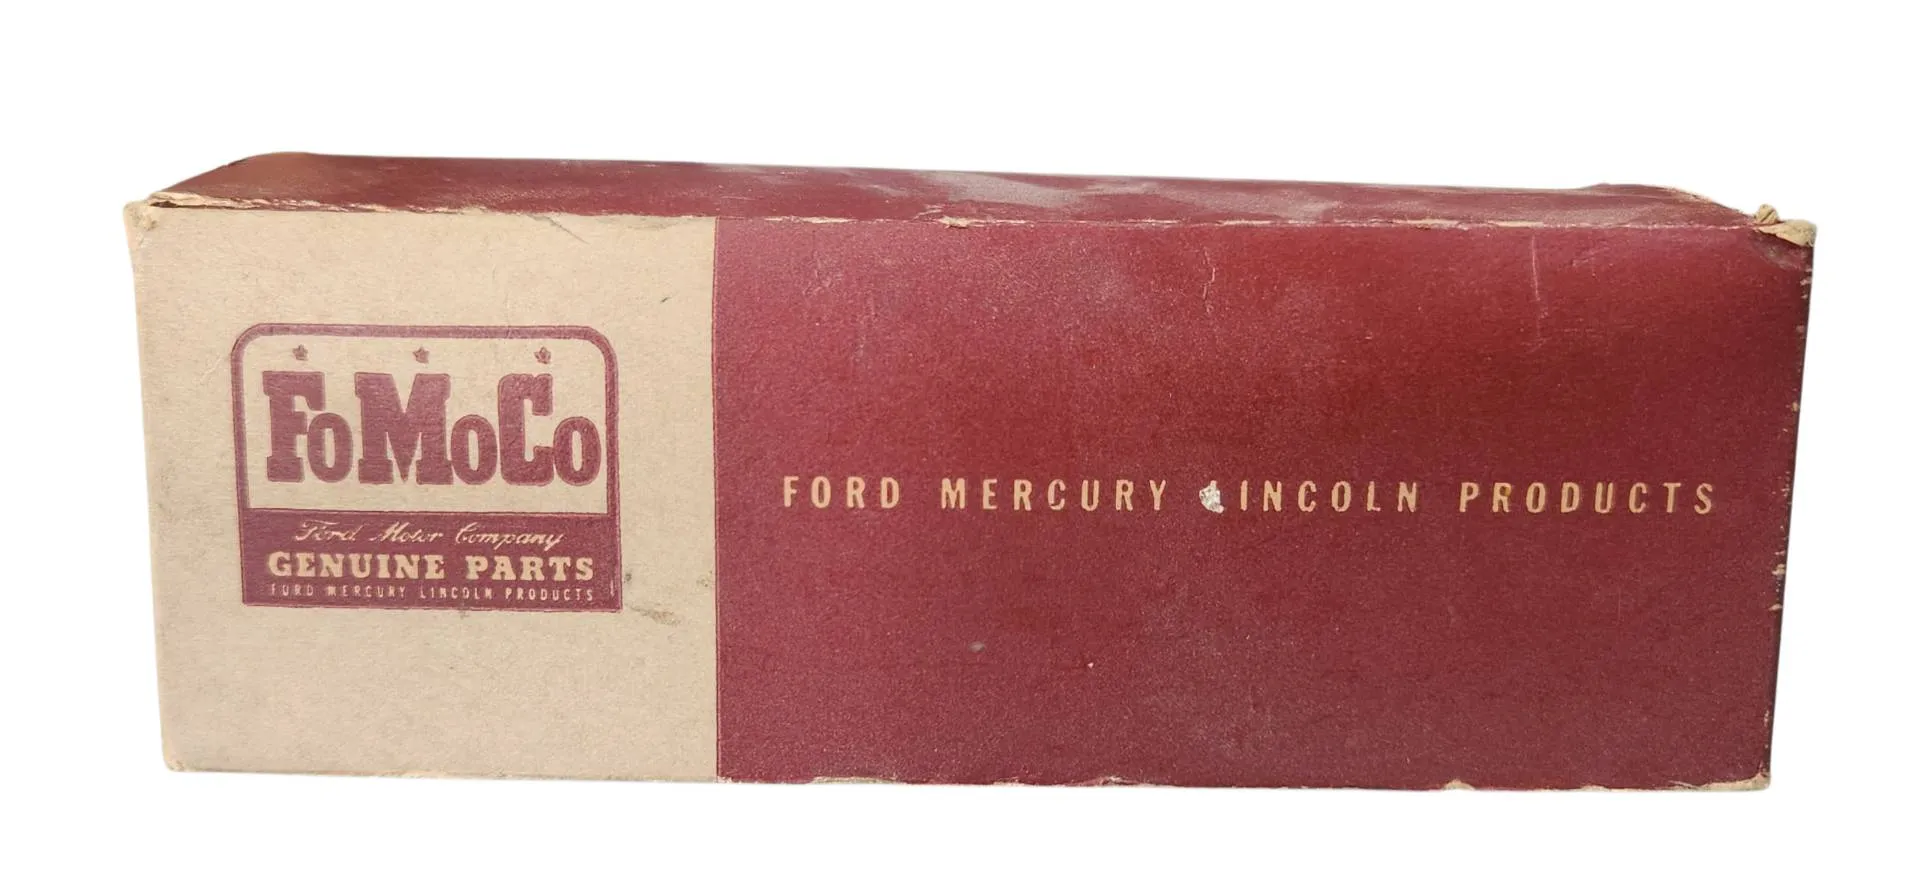 FoMoCo
Ford Motor Company
GENUINE PARTS
FORD MERCURY LINCOLN PRODUCTS
FORD MERCURY LINCOLN PRODUCTS